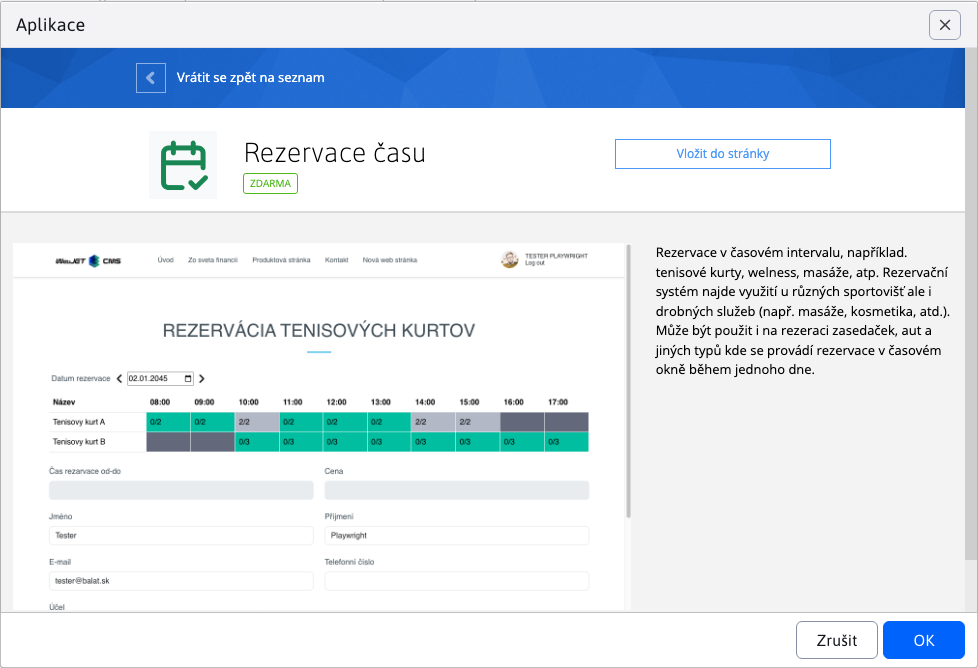 Aplikace
Vrátit se zpět na seznam
Rezervace času
ZDARMA
Vložit do stránky
WebJET CMS
Úvod Zo sveta financií Produktová stránka Kontakt Nová web stránka
TESTER PLAYWRIGHT
Log out
REZERVÁCIA TENISOVÝCH KURTOV
Datum rezervace 02.01.2045
Název 08:00 09:00 10:00 11:00 12:00 13:00 14:00 15:00 16:00 17:00
Tenisovy kurt A 0/2 0/2 2/2 0/2 0/2 0/2 2/2 2/2
Tenisovy kurt B 0/3 0/3 0/3 0/3 0/3 0/3 0/3 0/3
Čas rezarvace od-do Cena
Jméno Příjmení
Tester Playwright
E-mail Telefonní číslo
tester@balat.sk
Účel
Rezervace v časovém intervalu, například.
tenisové kurty, welness, masáže, atp. Rezervační
systém najde využití u různých sportovišť ale i
drobných služeb (např. masáže, kosmetika, atd.).
Může být použit i na rezeraci zasedaček, aut a
jiných typů kde se provádí rezervace v časovém
okně během jednoho dne.
Zrušit OK